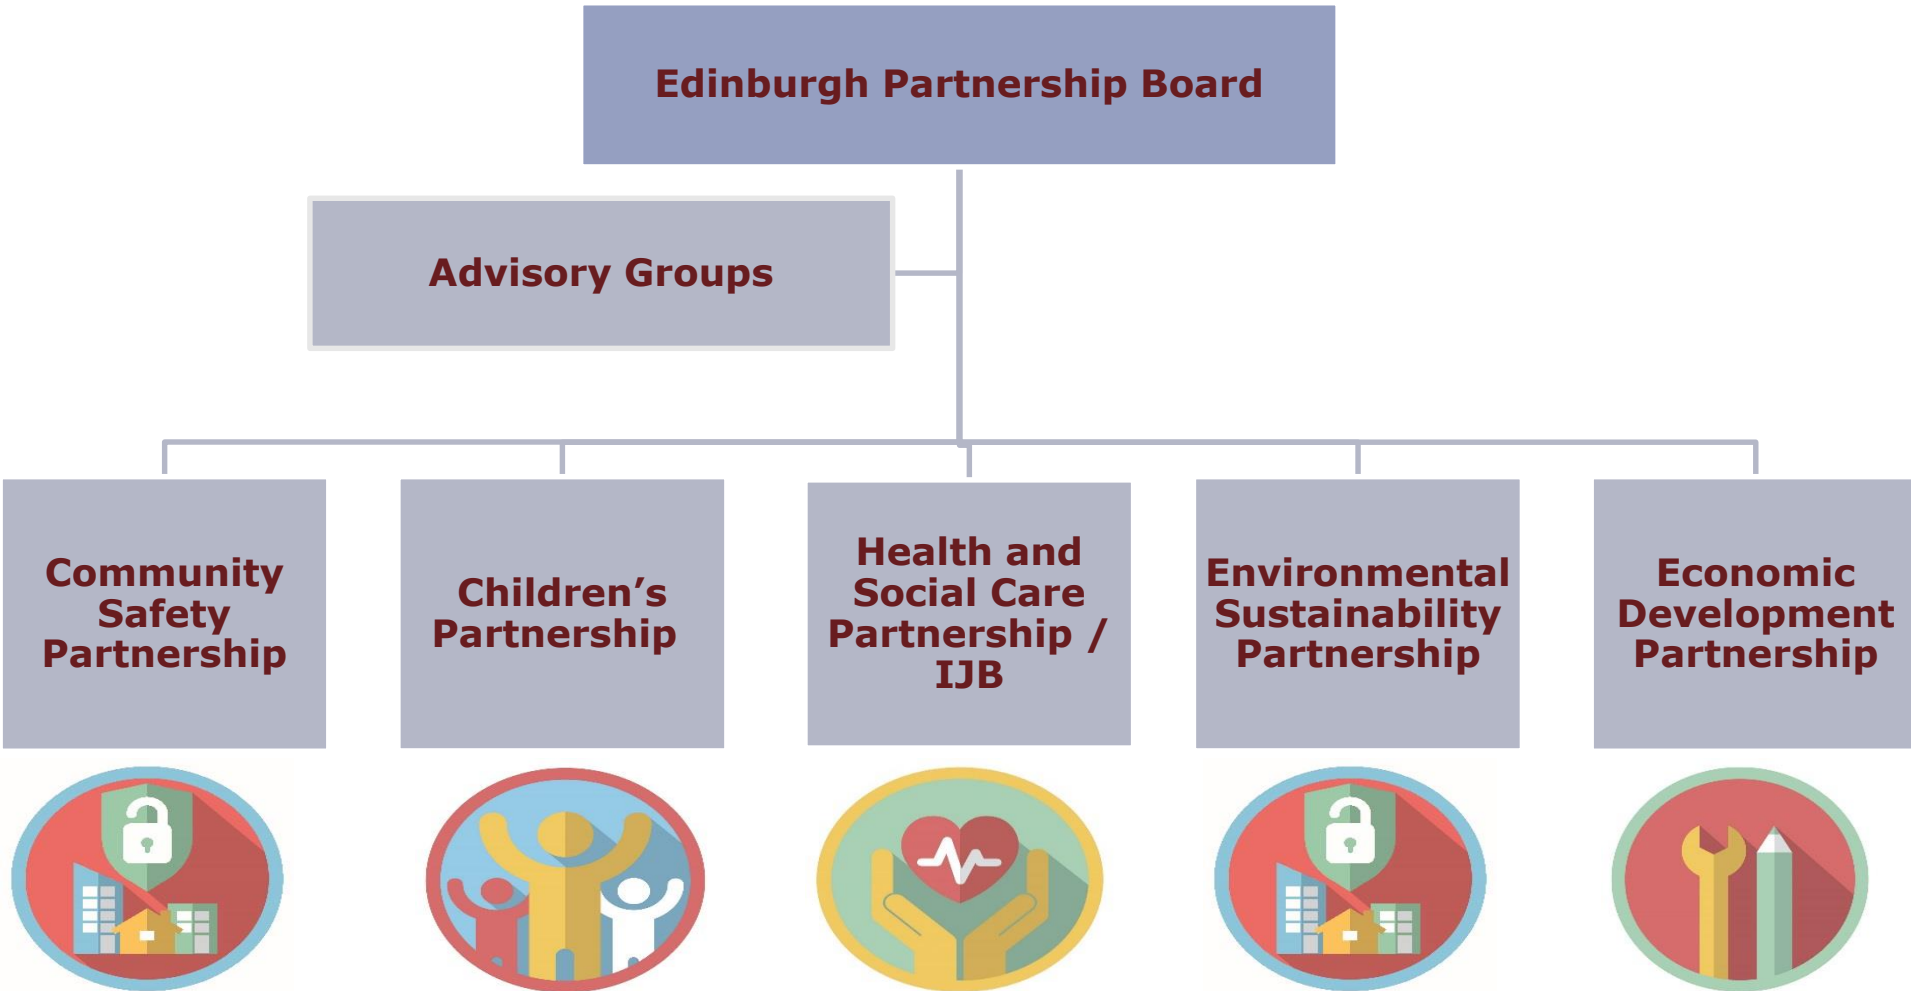 Edinburgh Partnership Board
Advisory Groups
Community
Safety
Partnership
Children’s
Partnership
Health and
Social Care
Partnership /
IJB
Environmental
Sustainability
Partnership
Economic
Development
Partnership